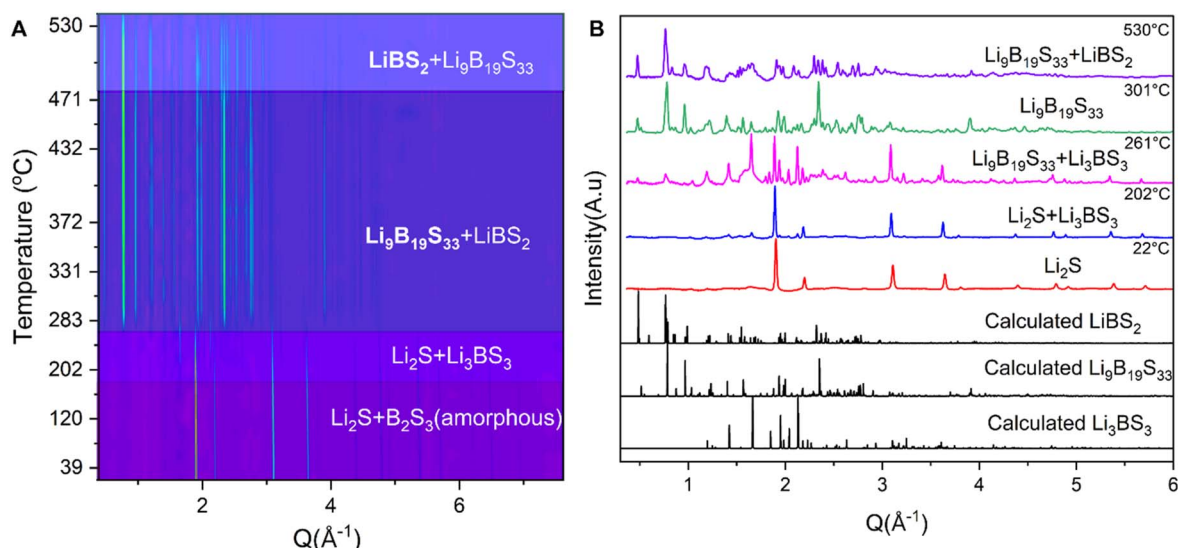 A
Temperature (ºC)
530
471
432
372
331
283
202
120
39
LiBS₂+Li₉B₁₉S₃₃
Li₉B₁₉S₃₃+LiBS₂
Li₂S+Li₃BS₃
Li₂S+B₂S₃(amorphous)
2 4 6
Q(Å⁻¹)
B
Intensity(A.u)
530°C
Li₉B₁₉S₃₃+LiBS₂
301°C
Li₉B₁₉S₃₃
261°C
Li₉B₁₉S₃₃+Li₃BS₃
202°C
Li₂S+Li₃BS₃
22°C
Li₂S
Calculated LiBS₂
Calculated Li₉B₁₉S₃₃
Calculated Li₃BS₃
1 2 3 4 5 6
Q(Å⁻¹)